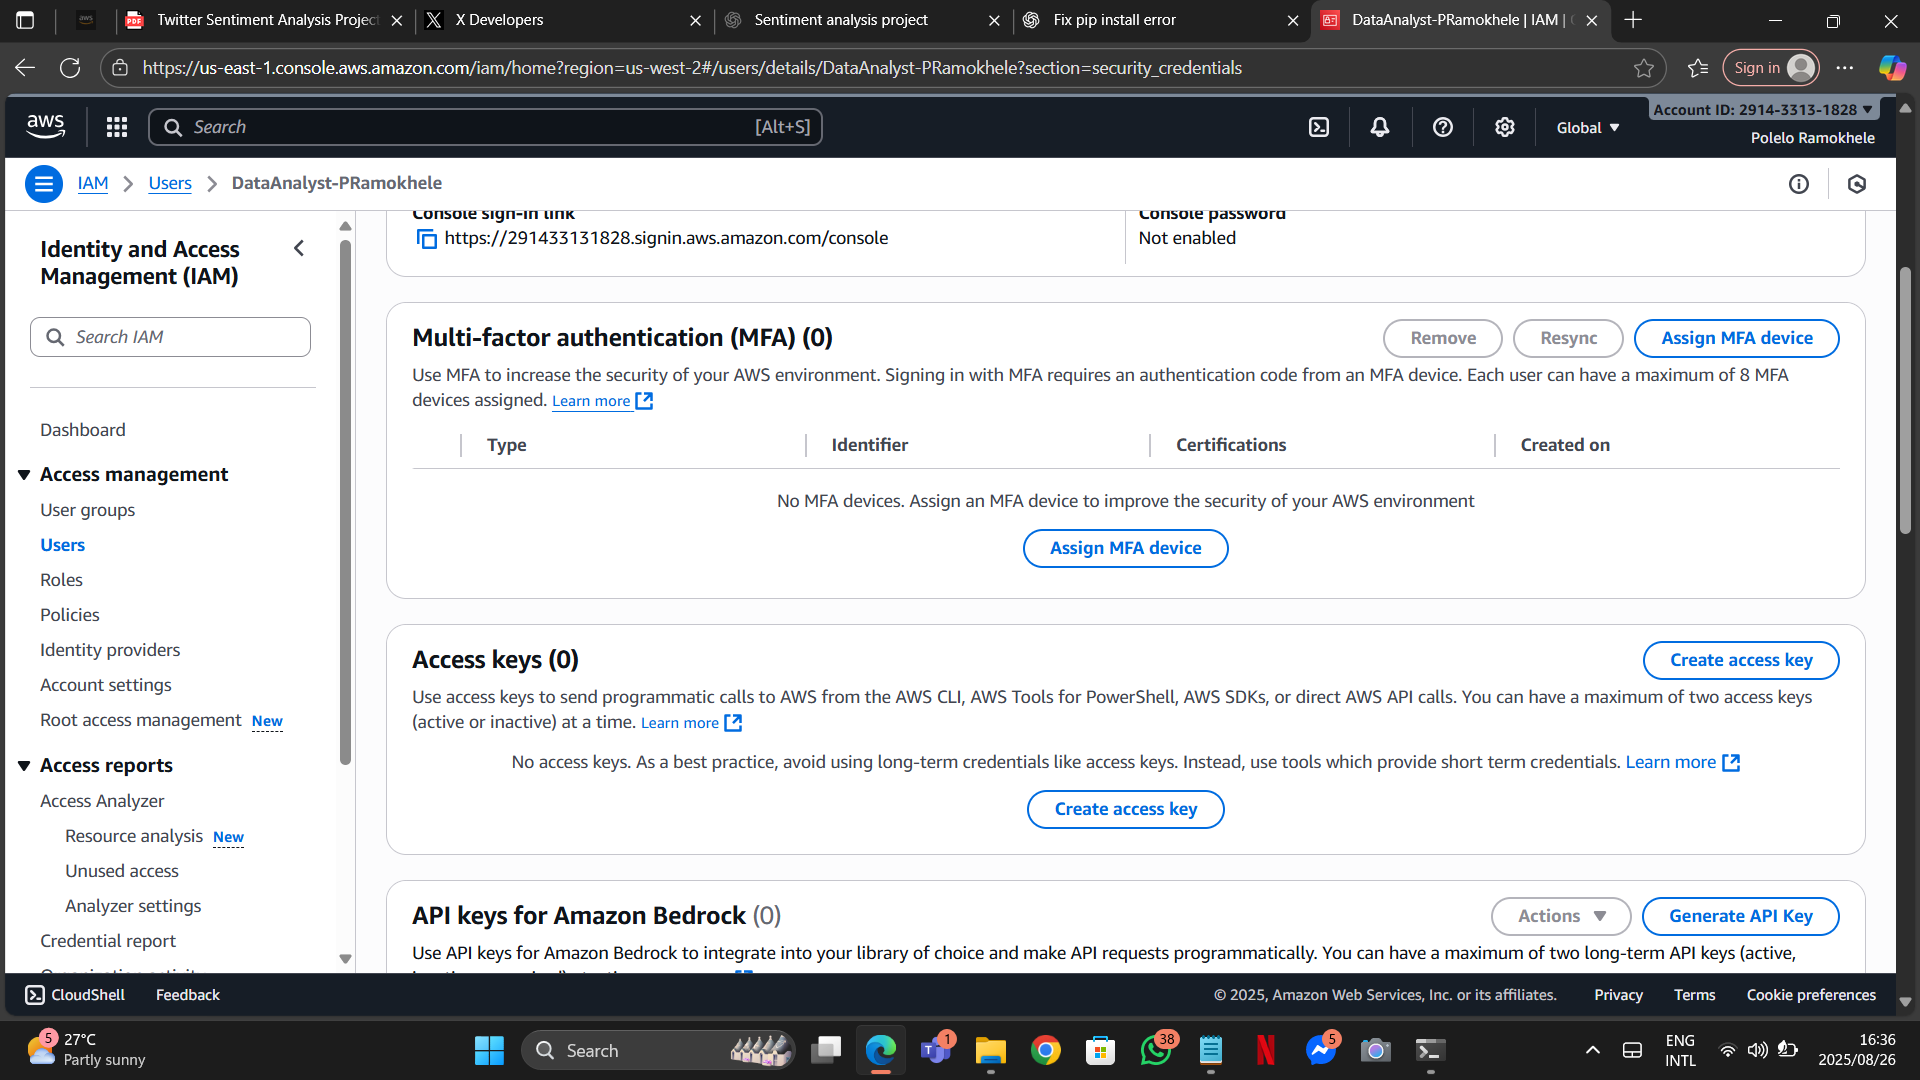 Twitter Sentiment Analysis Project
X Developers
Sentiment analysis project
Fix pip install error
DataAnalyst-PRamokhele | IAM |
https://us-east-1.console.aws.amazon.com/iam/home?region=us-west-2#/users/details/DataAnalyst-PRamokhele?section=security_credentials
Sign in
aws
Search
[Alt+S]
Global
Account ID: 2914-3313-1828
Polelo Ramokhele
IAM
Users
DataAnalyst-PRamokhele
Identity and Access
Management (IAM)
Search IAM
Dashboard
Access management
User groups
Users
Roles
Policies
Identity providers
Account settings
Root access management New
Access reports
Access Analyzer
Resource analysis New
Unused access
Analyzer settings
Credential report
Console sign-in link
https://291433131828.signin.aws.amazon.com/console
Console password
Not enabled
Multi-factor authentication (MFA) (0)
Remove
Resync
Assign MFA device
Use MFA to increase the security of your AWS environment. Signing in with MFA requires an authentication code from an MFA device. Each user can have a maximum of 8 MFA
devices assigned. Learn more
Type
Identifier
Certifications
Created on
No MFA devices. Assign an MFA device to improve the security of your AWS environment
Assign MFA device
Access keys (0)
Create access key
Use access keys to send programmatic calls to AWS from the AWS CLI, AWS Tools for PowerShell, AWS SDKs, or direct AWS API calls. You can have a maximum of two access keys
(active or inactive) at a time. Learn more
No access keys. As a best practice, avoid using long-term credentials like access keys. Instead, use tools which provide short term credentials. Learn more
Create access key
API keys for Amazon Bedrock (0)
Actions
Generate API Key
Use API keys for Amazon Bedrock to integrate into your library of choice and make API requests programmatically. You can have a maximum of two long-term API keys (active,
CloudShell
Feedback
© 2025, Amazon Web Services, Inc. or its affiliates.
Privacy
Terms
Cookie preferences
5
27°C
Partly sunny
Search
1
38
5
ENG
INTL
16:36
2025/08/26